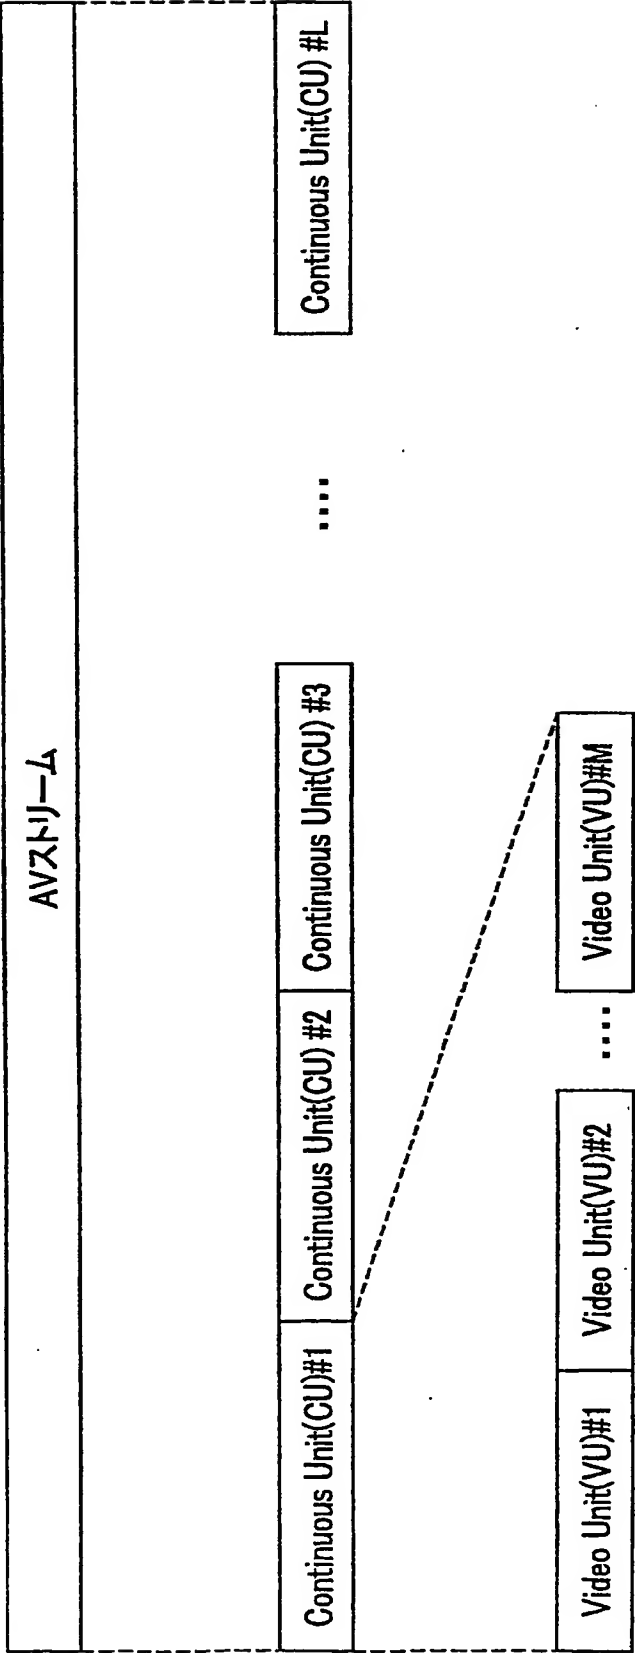 AVストリーム
Continuous Unit(CU)#1
Continuous Unit(CU) #2
Continuous Unit(CU) #3
....
Continuous Unit(CU) #L
Video Unit(VU)#1
Video Unit(VU)#2
....
Video Unit(VU)#M